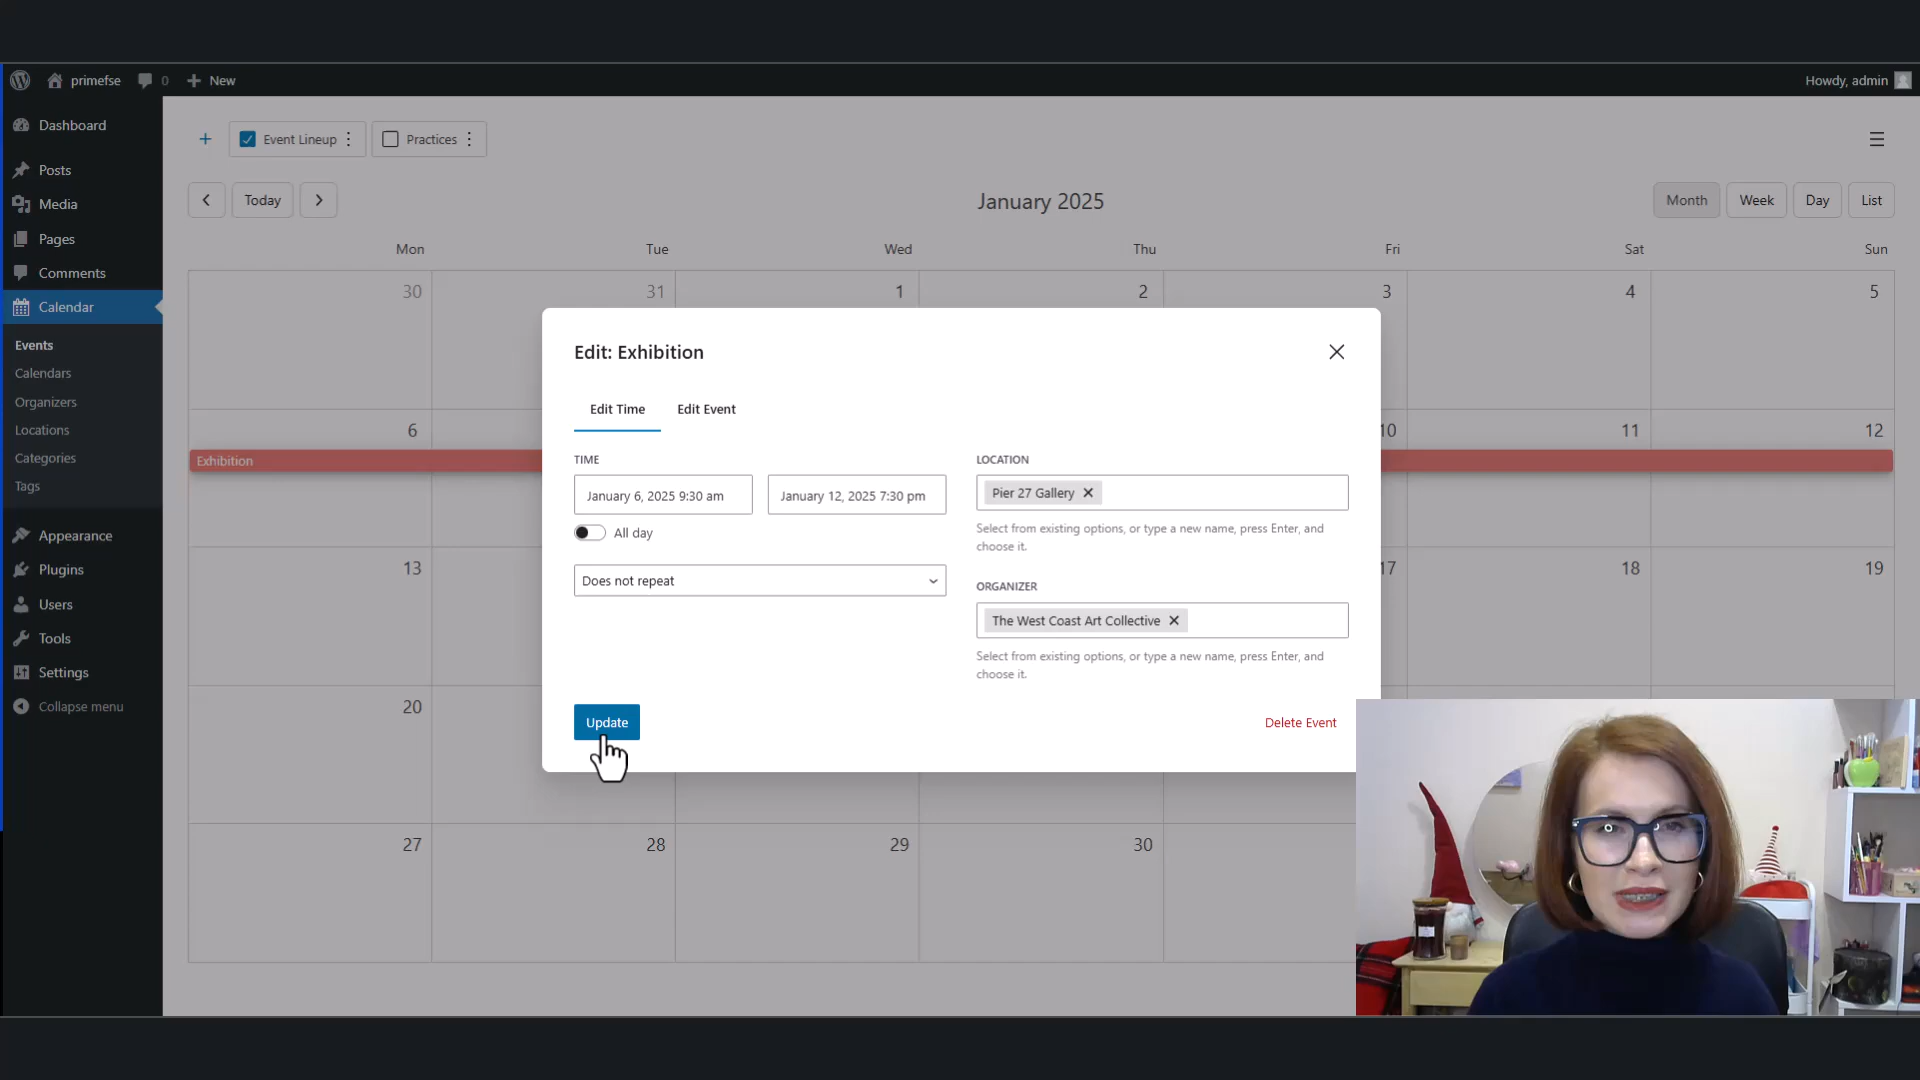 primefse 0 New Howdy, admin
Dashboard
Posts
Media
Pages
Comments
Calendar
Events
Calendars
Organizers
Locations
Categories
Tags
Appearance
Plugins
Users
Tools
Settings
Collapse menu
+ Event Lineup Practices
Today
January 2025
Month Week Day List
Mon Tue Wed Thu Fri Sat Sun
30 31 1 2 3 4 5
6 10 11 12
Exhibition
13 17 18 19
20
27 28 29 30
Edit: Exhibition
Edit Time Edit Event
TIME
January 6, 2025 9:30 am January 12, 2025 7:30 pm
All day
Does not repeat
LOCATION
Pier 27 Gallery
Select from existing options, or type a new name, press Enter, and
choose it.
ORGANIZER
The West Coast Art Collective
Select from existing options, or type a new name, press Enter, and
choose it.
Update
Delete Event